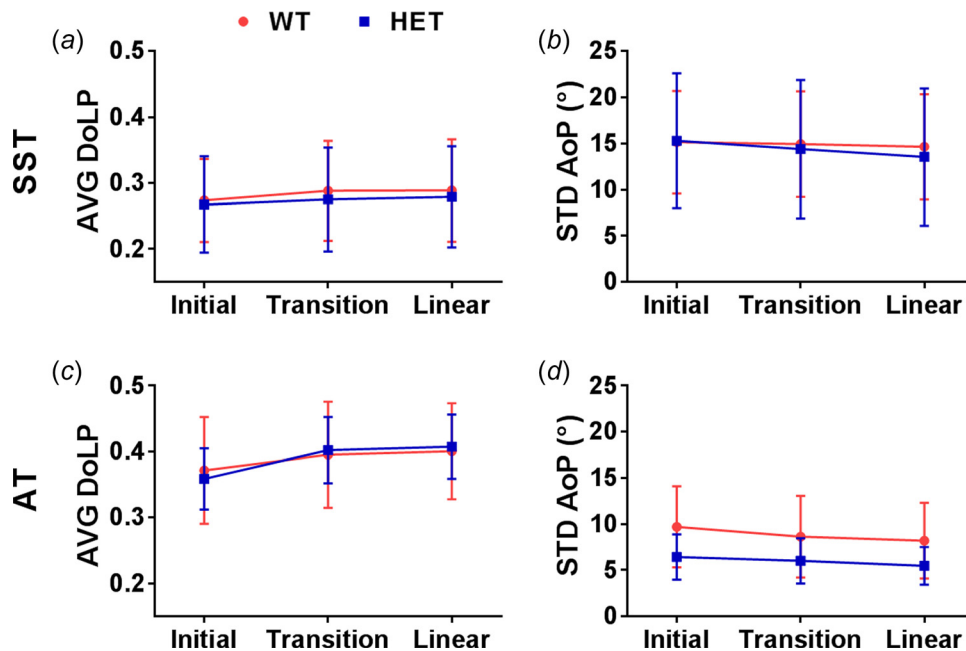 WT HET
(a)
0.5
0.4
0.3
0.2
AVG DoLP
SST
Initial Transition Linear
(b)
25
20
15
10
5
0
STD AoP (°)
Initial Transition Linear
(c)
0.5
0.4
0.3
0.2
AVG DoLP
AT
Initial Transition Linear
(d)
25
20
15
10
5
0
STD AoP (°)
Initial Transition Linear